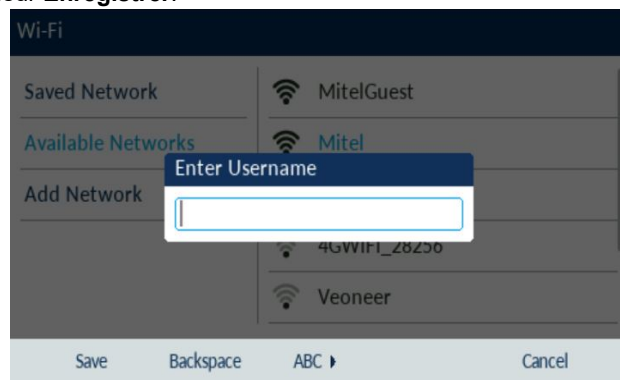 Enregistrer.
Wi-Fi
Saved Network
Available Networks
Add Network
MitelGuest
Mitel
4GWIFI_28256
Veoneer
Enter Username
Save Backspace ABC Cancel